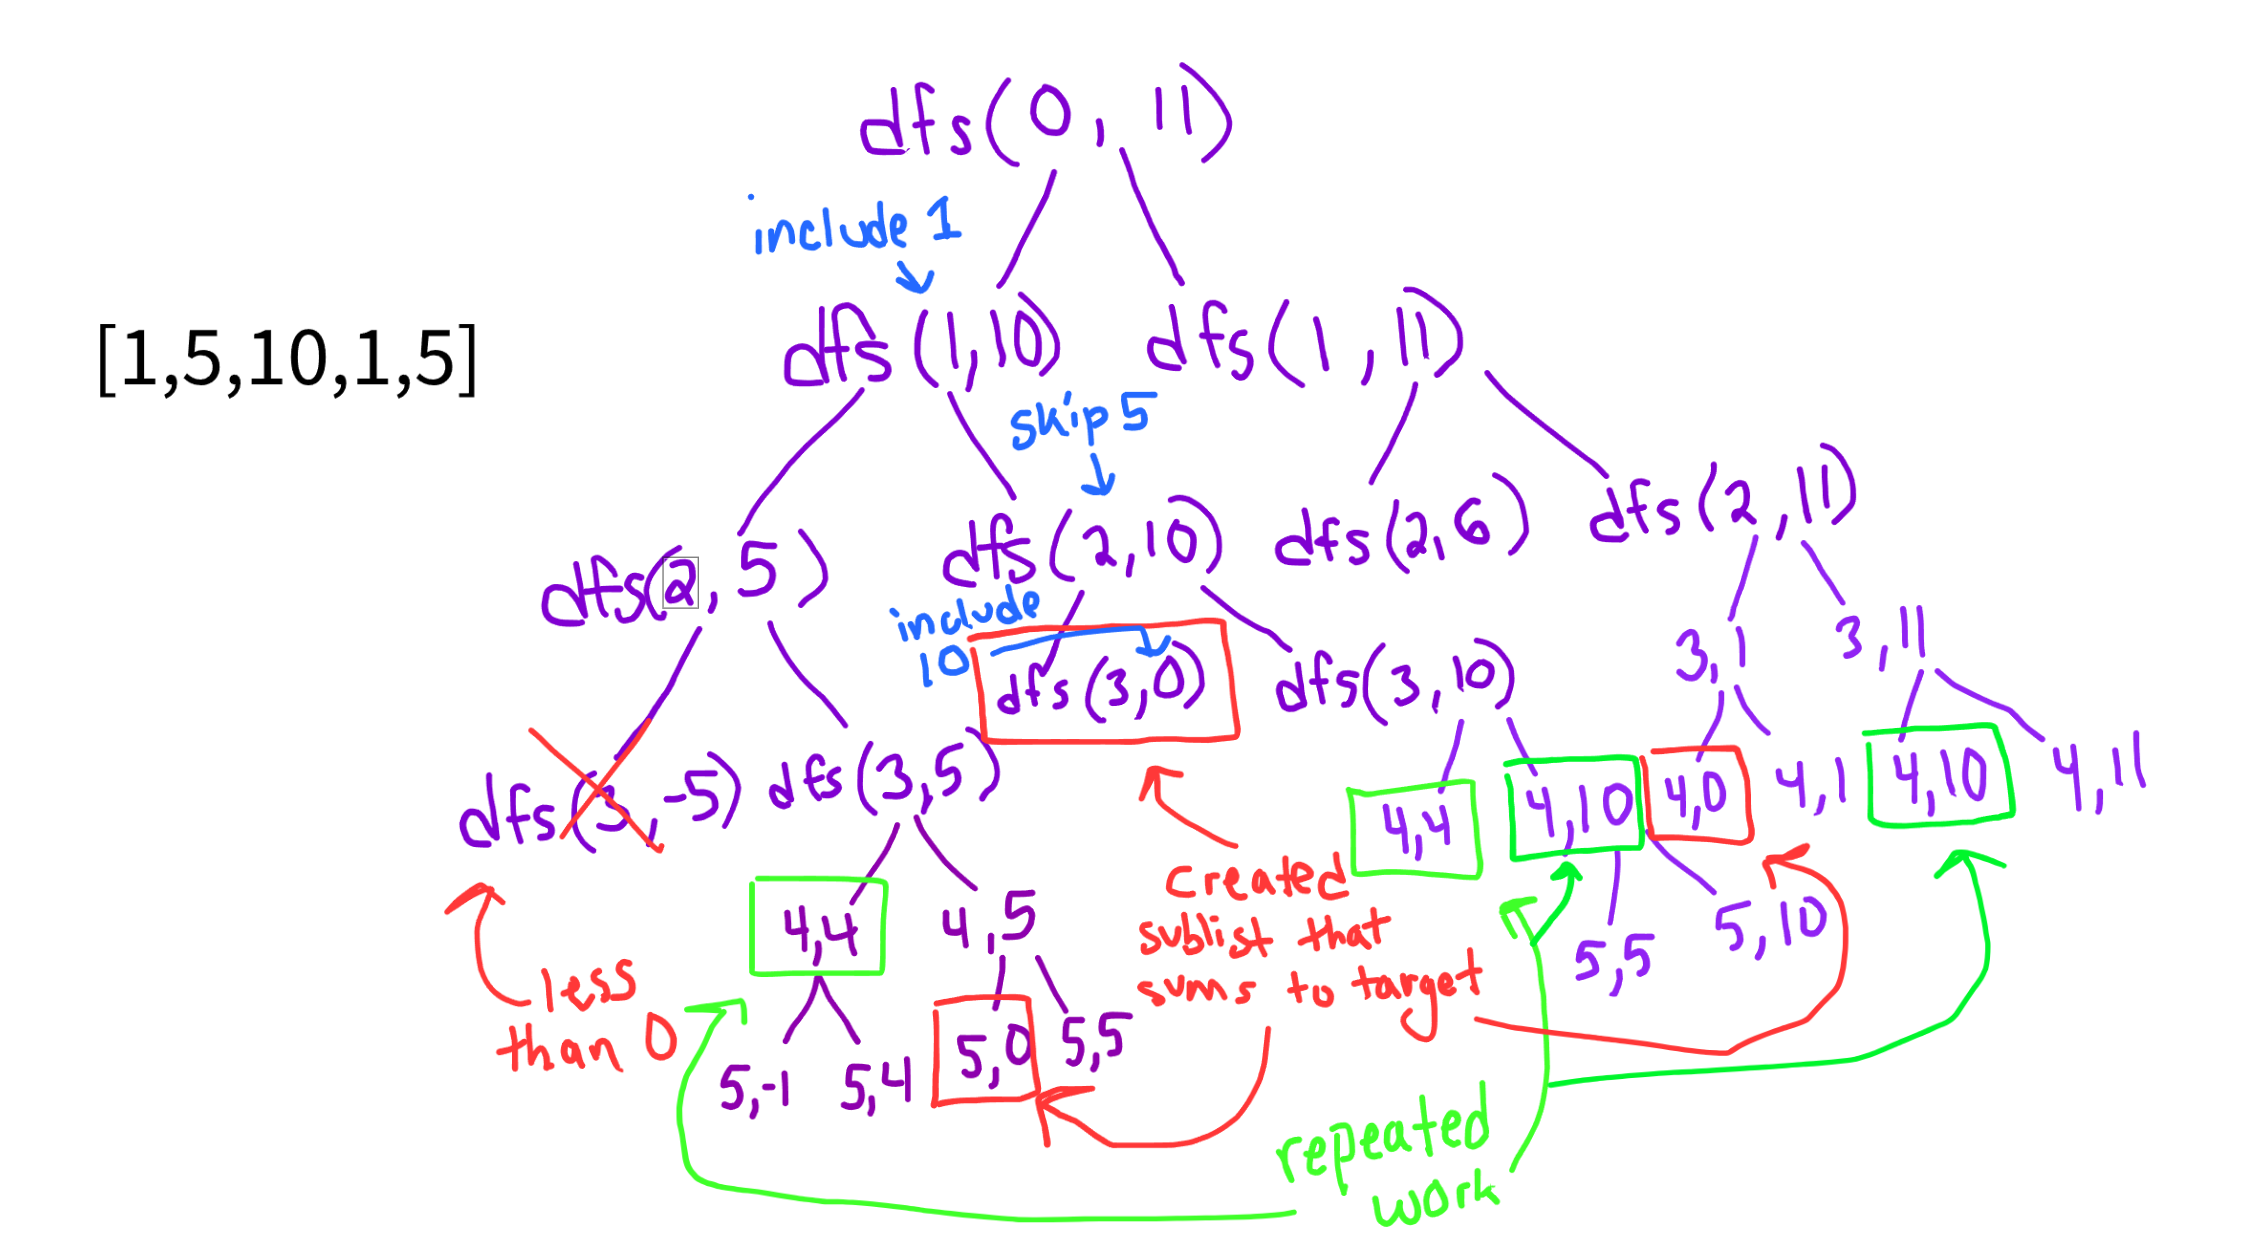 dfs(0, 11)
include 1
[1,5,10,1,5]
dfs(1,10)
dfs(1,11)
skip 5
dfs(2,5)
dfs(2,10)
dfs(2,6)
dfs(2,11)
include
10
dfs(3,0)
dfs(3,10)
3,1
3,11
dfs(3,-5)
dfs(3,5)
4,4
4,10
4,0
4,1
4,10
4,11
4,4
4,5
created
sublist that
sums to target
5,5
5,10
less
than 0
5,-1
5,4
5,0
5,5
repeated
work